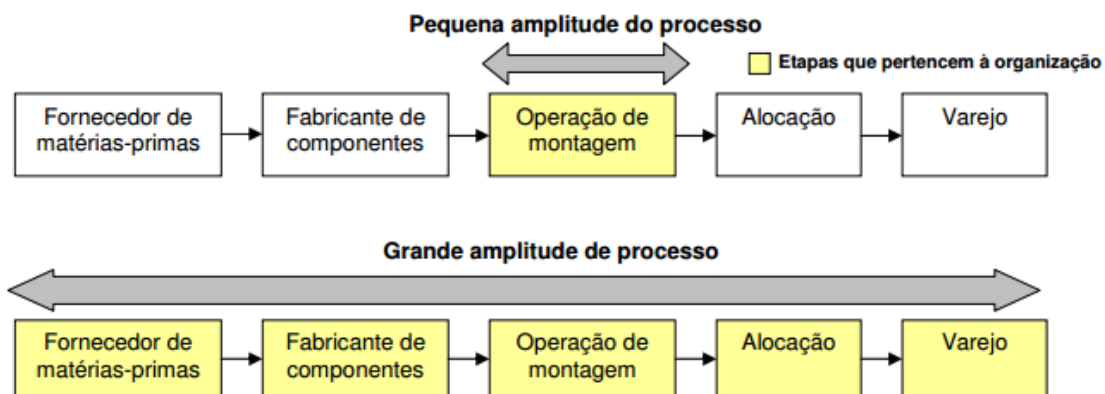 Pequena amplitude do processo
Etapas que pertencem à organização
Fornecedor de
matérias-primas
Fabricante de
componentes
Operação de
montagem
Alocação
Varejo
Grande amplitude de processo
Fornecedor de
matérias-primas
Fabricante de
componentes
Operação de
montagem
Alocação
Varejo